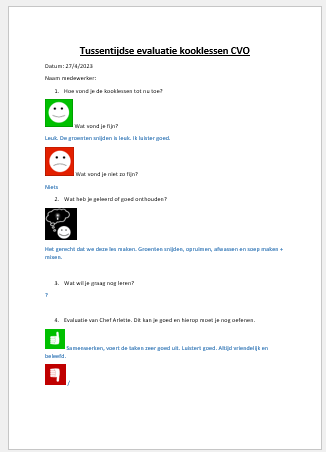 Tussentijdse evaluatie kooklessen CVO
Datum: 27/4/2023
Naam medewerker:
1. Hoe vond je de kooklessen tot nu toe?
Wat vond je fijn?
Leuk. De groenten snijden is leuk. Ik luister goed.
Wat vond je niet zo fijn?
Niets
2. Wat heb je geleerd of goed onthouden?
Het gerecht dat we deze les maken. Groenten snijden, opruimen, afwassen en soep maken +
mixen.
3. Wat wil je graag nog leren?
?
4. Evaluatie van Chef Arlette. Dit kan je goed en hierop moet je nog oefenen.
Samenwerken, voert de taken zeer goed uit. Luistert goed. Altijd vriendelijk en
beleefd.
/